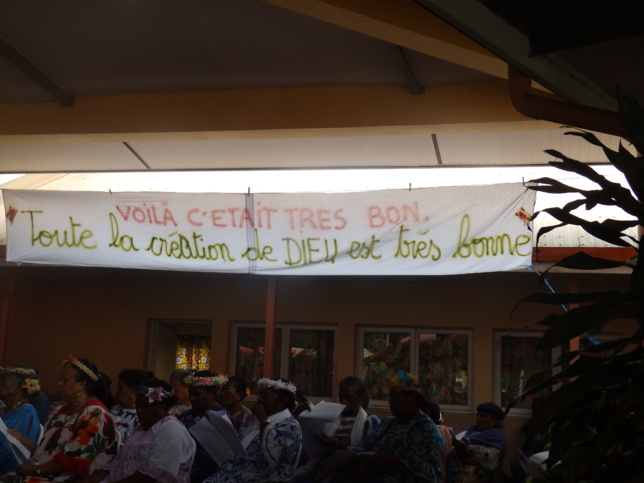 VOILÀ C'ETAIT TRES BON.
Toute la création de DIEU est très bonne